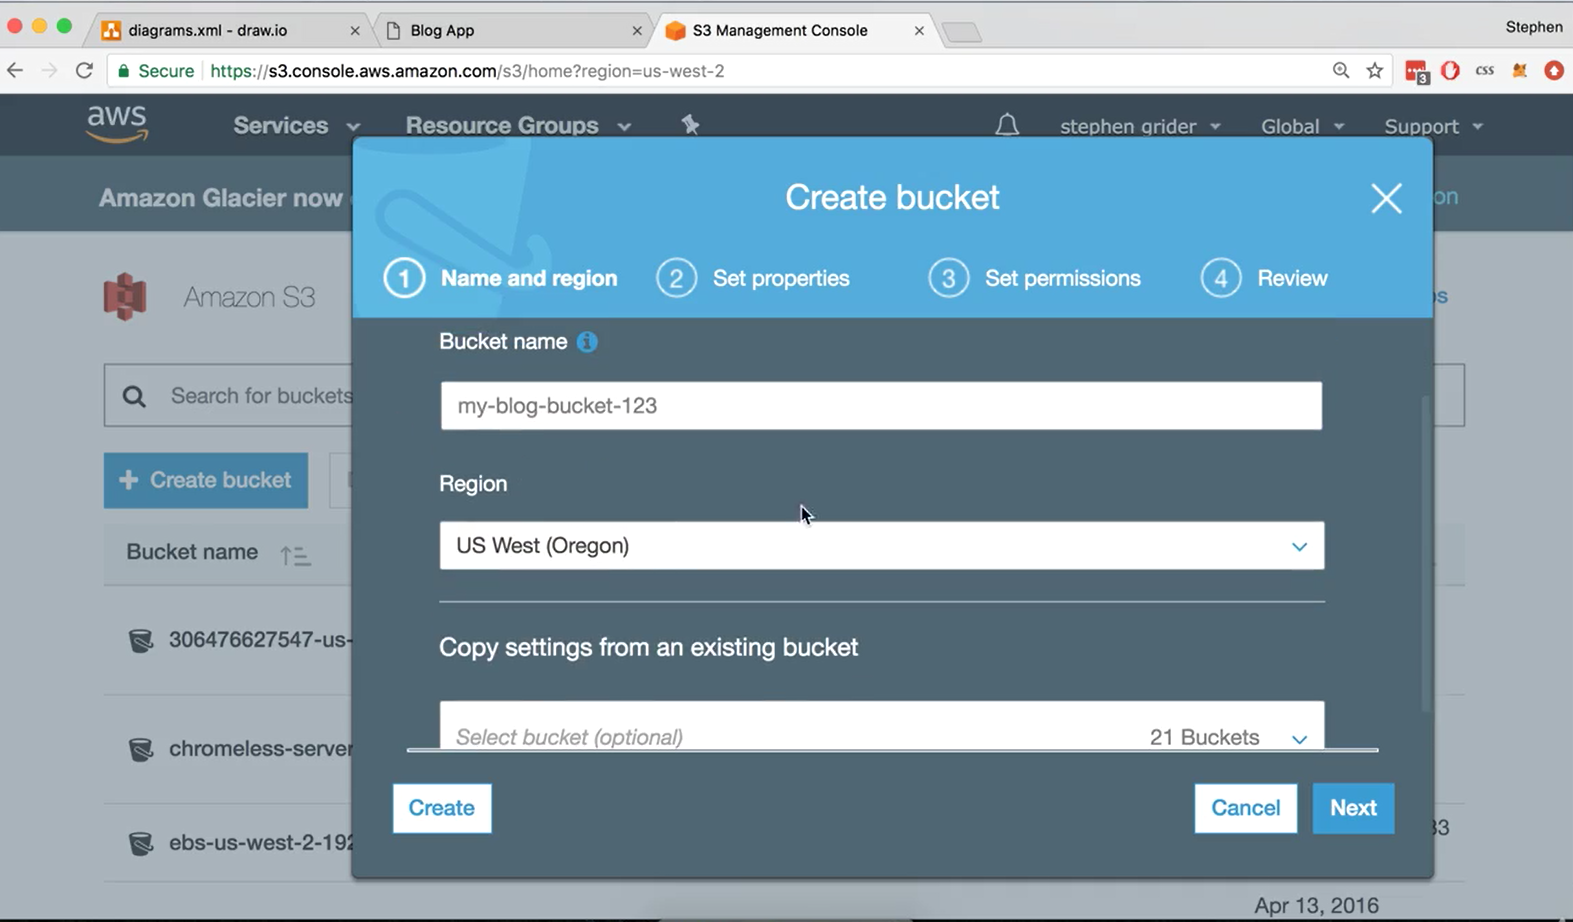 diagrams.xml - draw.io
Blog App
S3 Management Console
Stephen
Secure
https://s3.console.aws.amazon.com/s3/home?region=us-west-2
3
CSS
aws
Services
Resource Groups
stephen grider
Global
Support
Amazon Glacier now
on
Create bucket
1 Name and region
2 Set properties
3 Set permissions
4 Review
Amazon S3
Bucket name
my-blog-bucket-123
Search for buckets
Region
+ Create bucket
US West (Oregon)
Bucket name
306476627547-us-
Copy settings from an existing bucket
Select bucket (optional)
21 Buckets
chromeless-server
Create
Cancel
Next
ebs-us-west-2-192
Apr 13, 2016